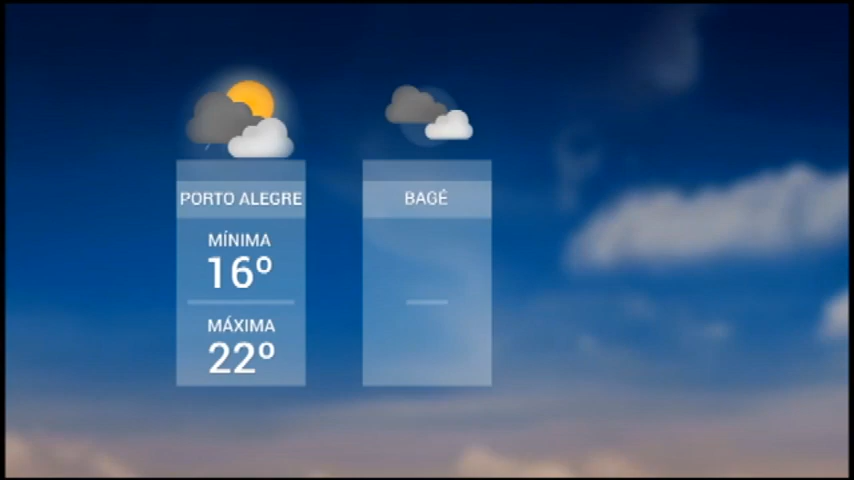 PORTO ALEGRE
MÍNIMA
16º
MÁXIMA
22º
BAGÉ